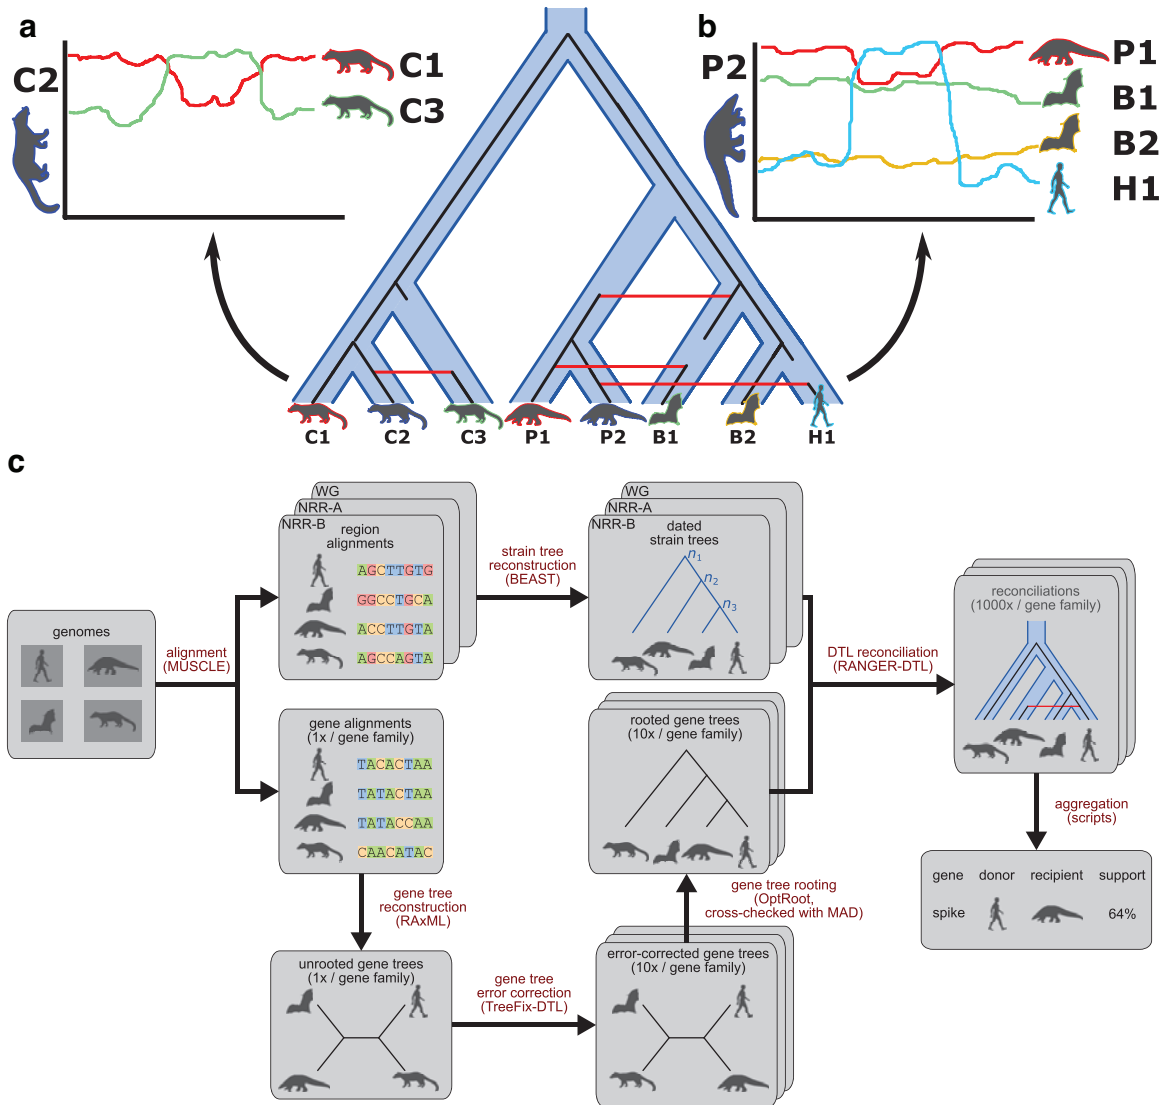 a
C2
C1
C3
b
P2
P1
B1
B2
H1
C1
C2
C3
P1
P2
B1
B2
H1
c
genomes
alignment
(MUSCLE)
WG
NRR-A
NRR-B
region
alignments
AGCTTGTG
GGCCTGCA
ACCTTGTA
AGCCAGTA
strain tree
reconstruction
(BEAST)
WG
NRR-A
NRR-B
dated
strain trees
n1
n2
n3
gene alignments
(1x / gene family)
TACACTAA
TATACTAA
TATACCAA
CAACATAC
gene tree
reconstruction
(RAxML)
unrooted gene trees
(1x / gene family)
gene tree
error correction
(TreeFix-DTL)
error-corrected gene trees
(10x / gene family)
gene tree rooting
(OptRoot,
cross-checked with MAD)
rooted gene trees
(10x / gene family)
DTL reconciliation
(RANGER-DTL)
reconciliations
(1000x / gene family)
aggregation
(scripts)
gene donor recipient support
spike 64%